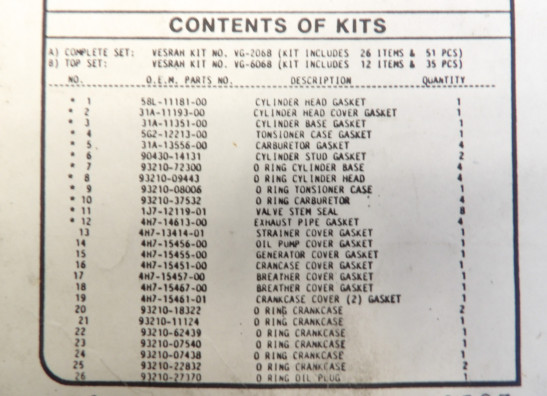 CONTENTS OF KITS
A) COMPLETE SET: VESRAH KIT NO. VG-2068 (KIT INCLUDES 26 ITEMS & 51 PCS)
B) TOP SET: VESRAH KIT NO. VG-6068 (KIT INCLUDES 12 ITEMS & 35 PCS)
NO. O.E.M. PARTS NO. DESCRIPTION QUANTITY
* 1 58L-11181-00 CYLINDER HEAD GASKET 1
* 2 31A-11193-00 CYLINDER HEAD COVER GASKET 1
* 3 31A-11351-00 CYLINDER BASE GASKET 1
* 4 5G2-12213-00 TONSIONER CASE GASKET 1
* 5 31A-13556-00 CARBURETOR GASKET 4
* 6 90430-14131 CYLINDER STUD GASKET 2
* 7 93210-72300 O RING CYLINDER BASE 4
* 8 93210-09443 O RING CYLINDER HEAD 4
* 9 93210-08006 O RING TONSIONER CASE 1
* 10 93210-37532 O RING CARBURETOR 4
* 11 1J7-12119-01 VALVE STEM SEAL 8
* 12 4H7-14613-00 EXHAUST PIPE GASKET 4
13 4H7-13414-01 STRAINER COVER GASKET 1
14 4H7-15456-00 OIL PUMP COVER GASKET 1
15 4H7-15455-00 GENERATOR COVER GASKET 1
16 4H7-15451-00 CRANCASE COVER GASKET 1
17 4H7-15457-00 BREATHER COVER GASKET 1
18 4H7-15467-00 BREATHER COVER GASKET 1
19 4H7-15461-01 CRANKCASE COVER (2) GASKET 1
20 93210-18322 O RING CRANKCASE 2
21 93210-11124 O RING CRANKCASE 1
22 93210-62439 O RING CRANKCASE 1
23 93210-07540 O RING CRANKCASE 1
24 93210-07438 O RING CRANKCASE 1
25 93210-22832 O RING CRANKCASE 2
26 93210-27370 O RING OIL PLUG 1